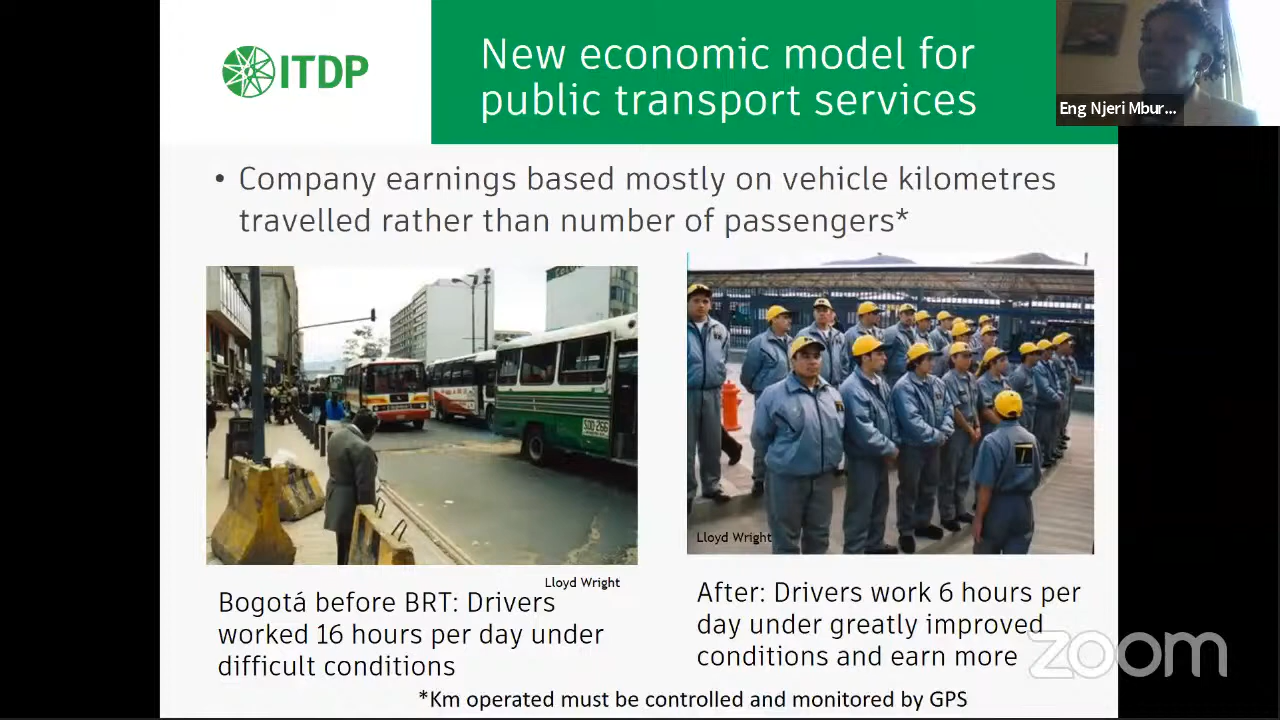 ITDP
New economic model for
public transport services
Eng Njeri Mbur...
• Company earnings based mostly on vehicle kilometres
travelled rather than number of passengers*
SDD-266
Lloyd Wright
Lloyd Wright
Bogotá before BRT: Drivers
worked 16 hours per day under
difficult conditions
After: Drivers work 6 hours per
day under greatly improved
conditions and earn more
zoom
*Km operated must be controlled and monitored by GPS